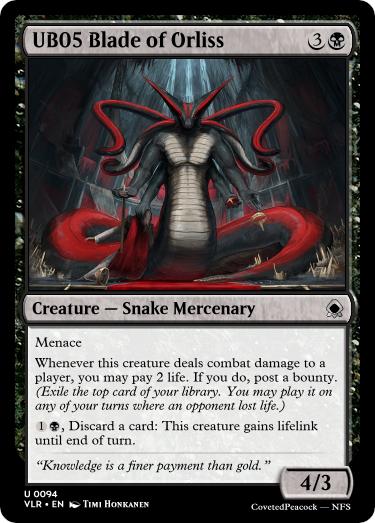 UB05 Blade of Orliss 3
Creature — Snake Mercenary
Menace
Whenever this creature deals combat damage to a
player, you may pay 2 life. If you do, post a bounty.
(Exile the top card of your library. You may play it on
any of your turns where an opponent lost life.)
1 , Discard a card: This creature gains lifelink
until end of turn.
“Knowledge is a finer payment than gold.”
4/3
U 0094
VLR • EN Timi Honkanen
CovetedPeacock — NFS